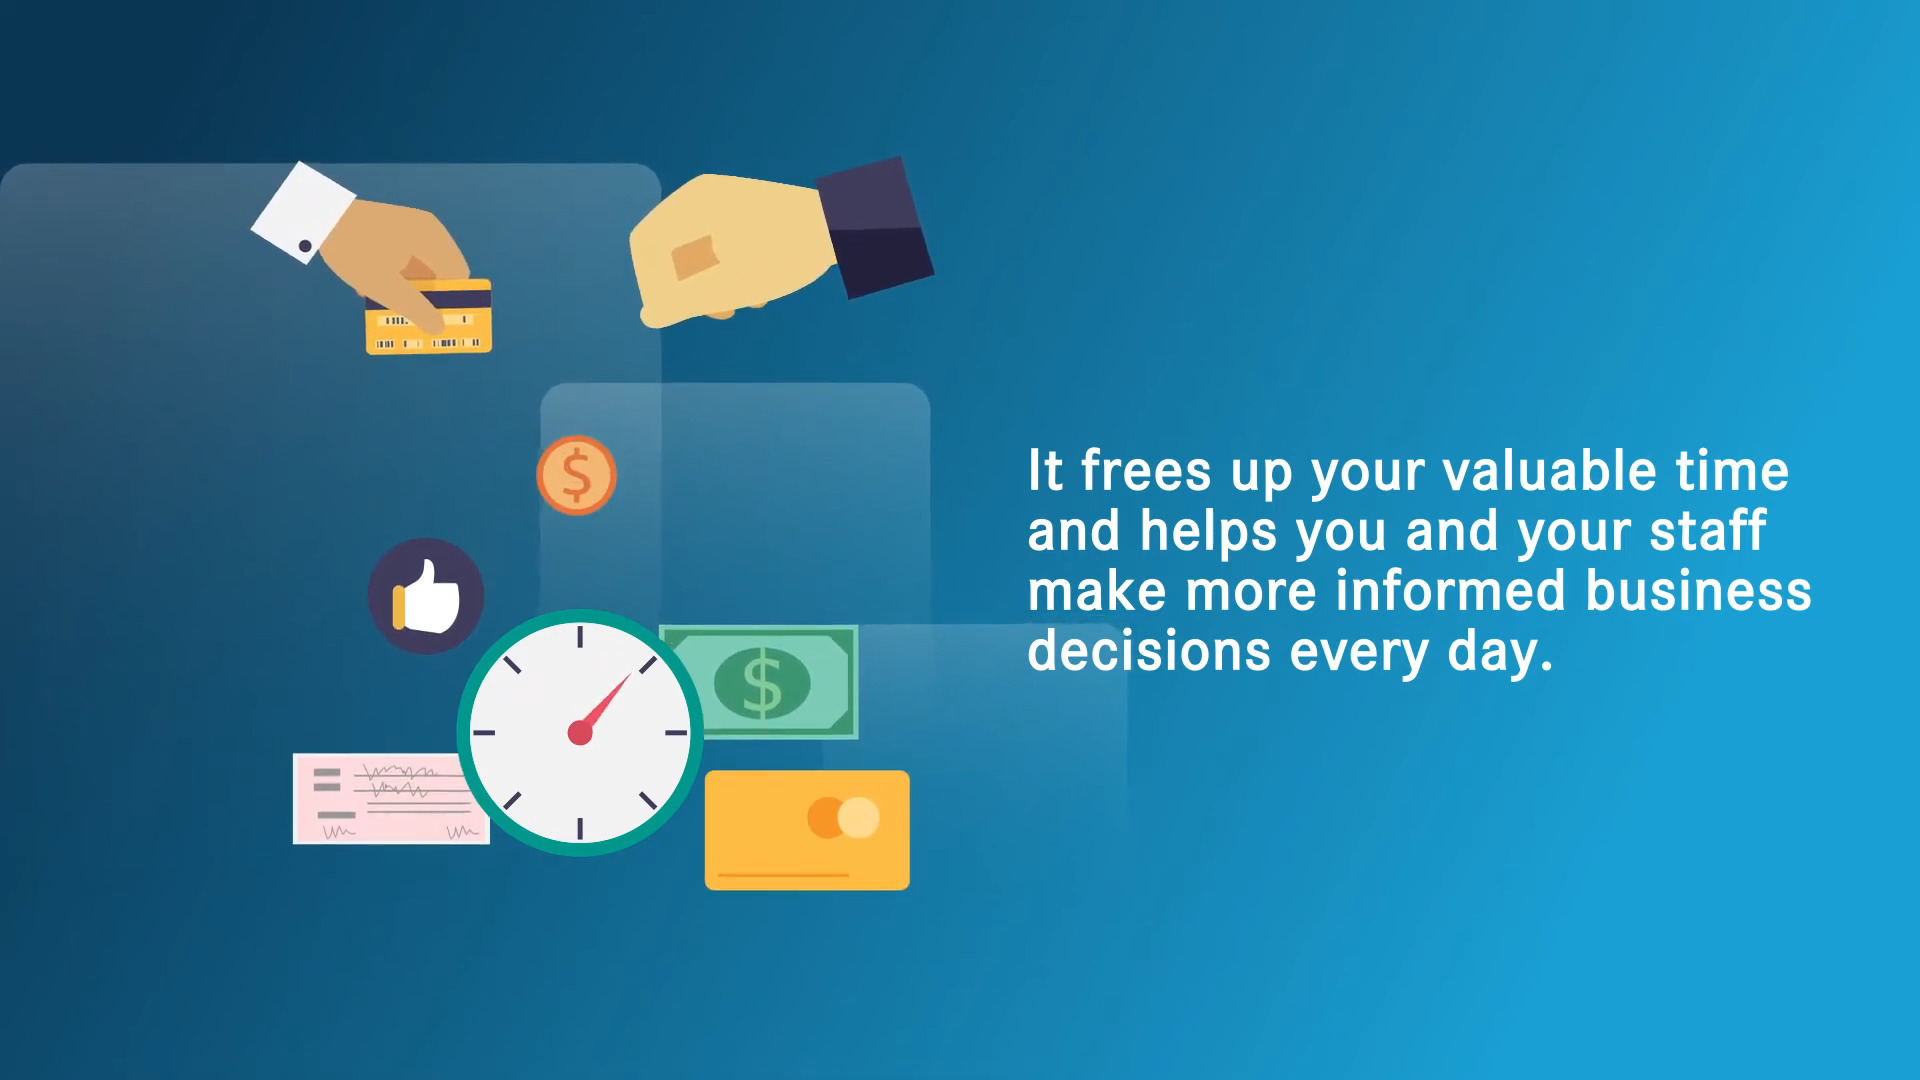 It frees up your valuable time
and helps you and your staff
make more informed business
decisions every day.
$
$